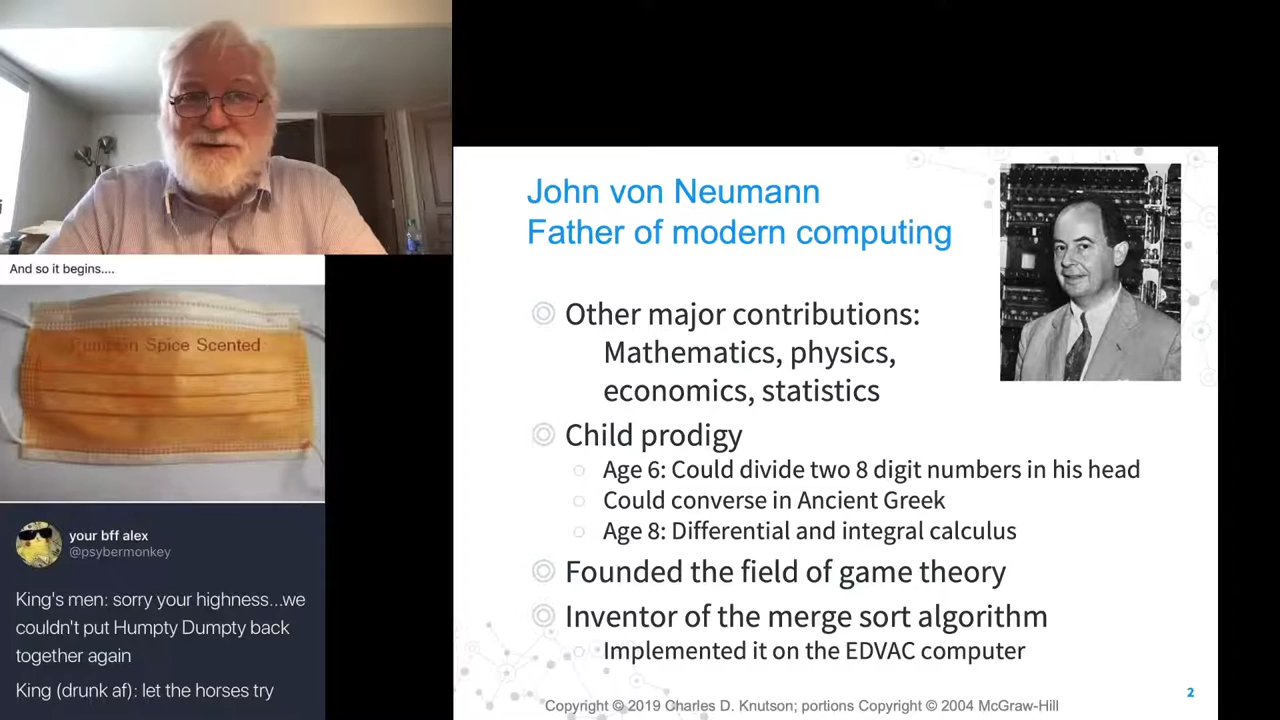 And so it begins....
Pumpkin Spice Scented
your bff alex
@psybermonkey
King's men: sorry your highness...we
couldn't put Humpty Dumpty back
together again
King (drunk af): let the horses try
John von Neumann
Father of modern computing
Other major contributions:
Mathematics, physics,
economics, statistics
Child prodigy
Age 6: Could divide two 8 digit numbers in his head
Could converse in Ancient Greek
Age 8: Differential and integral calculus
Founded the field of game theory
Inventor of the merge sort algorithm
Implemented it on the EDVAC computer
Copyright © 2019 Charles D. Knutson; portions Copyright © 2004 McGraw-Hill
2